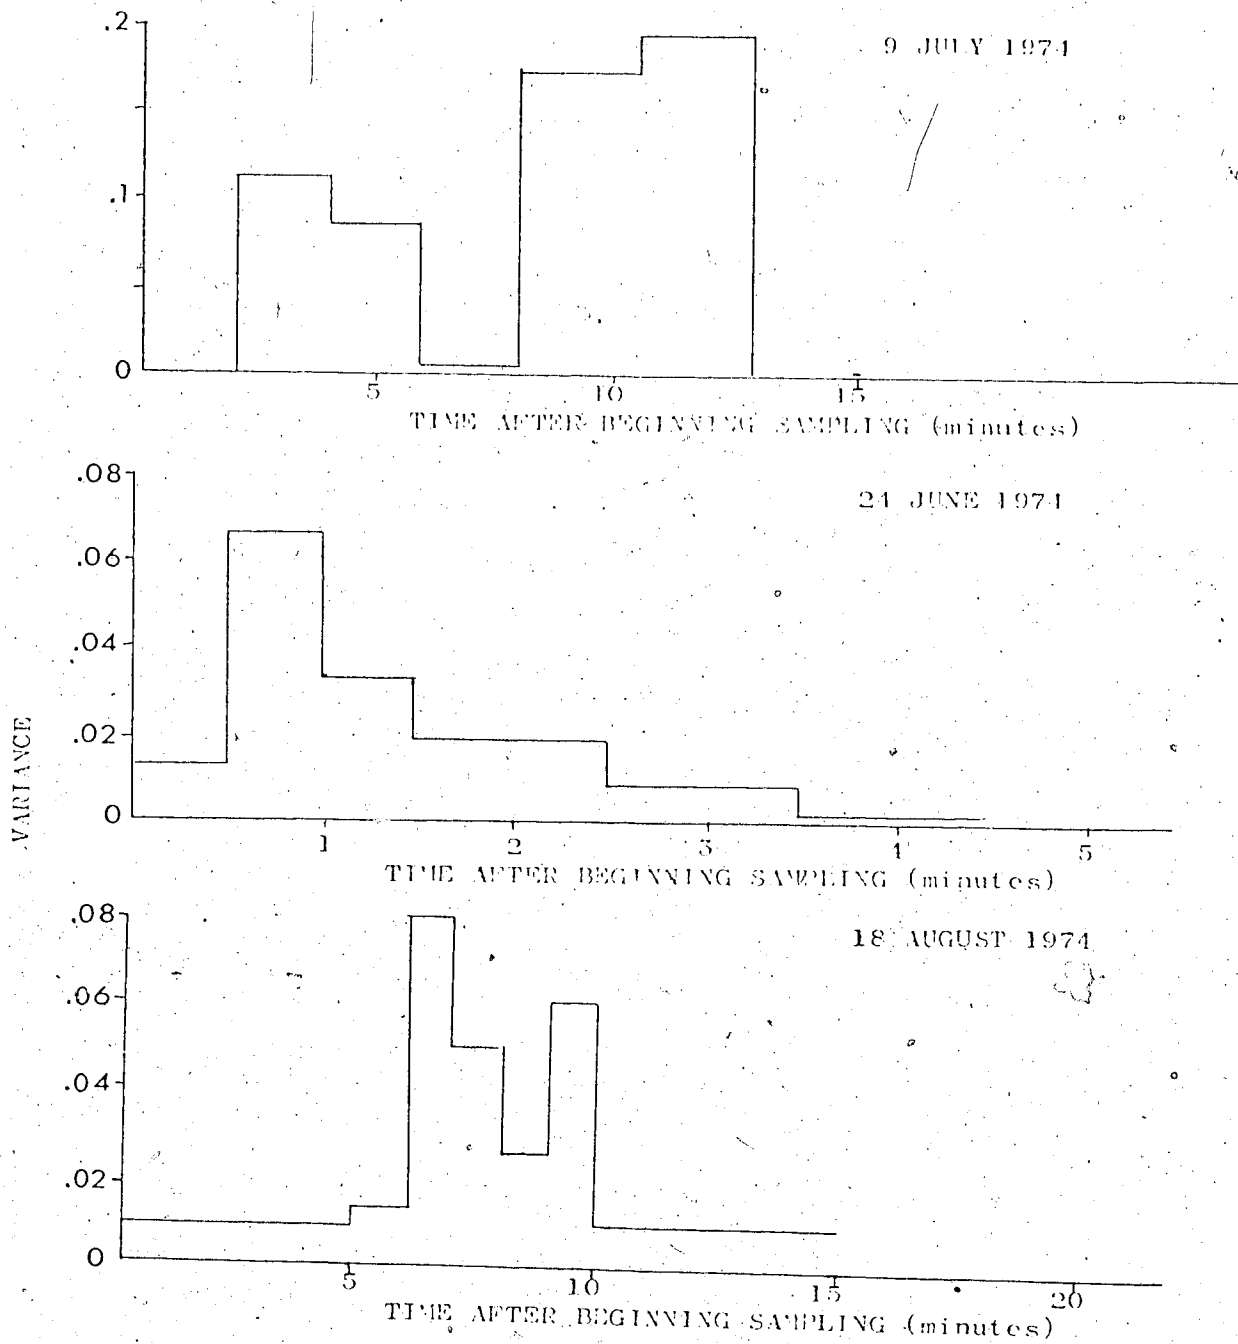 .2
9 JULY 1974
.1
0
5 10 15
TIME AFTER BEGINNING SAMPLING (minutes)
.08
24 JUNE 1974
.06
.04
.02
VARIANCE
0
1 2 3 4 5
TIME AFTER BEGINNING SAMPLING (minutes)
.08
18 AUGUST 1974
.06
.04
.02
0
5 10 15 20
TIME AFTER BEGINNING SAMPLING (minutes)